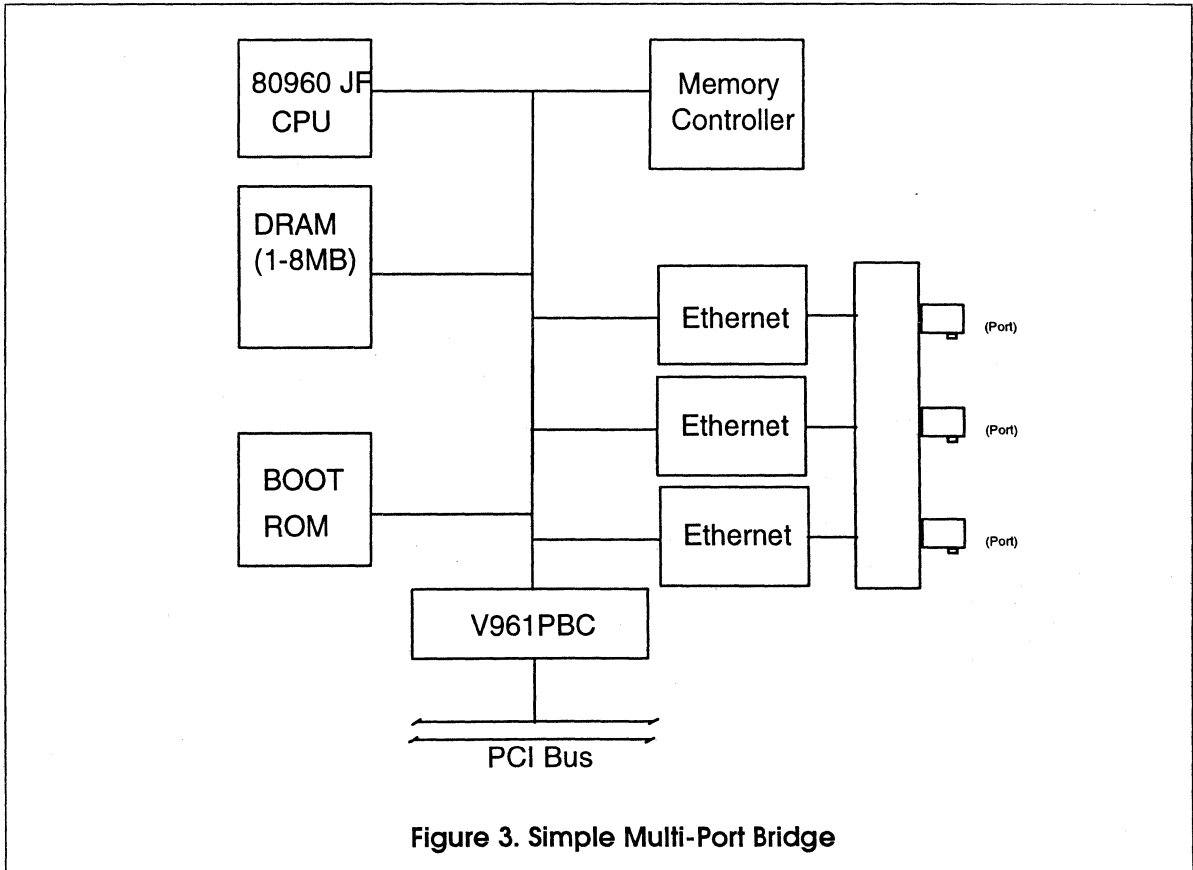 80960 JF
CPU
Memory
Controller
DRAM
(1-8MB)
Ethernet
(Port)
Ethernet
(Port)
BOOT
ROM
Ethernet
(Port)
V961PBC
PCI Bus
Figure 3. Simple Multi-Port Bridge